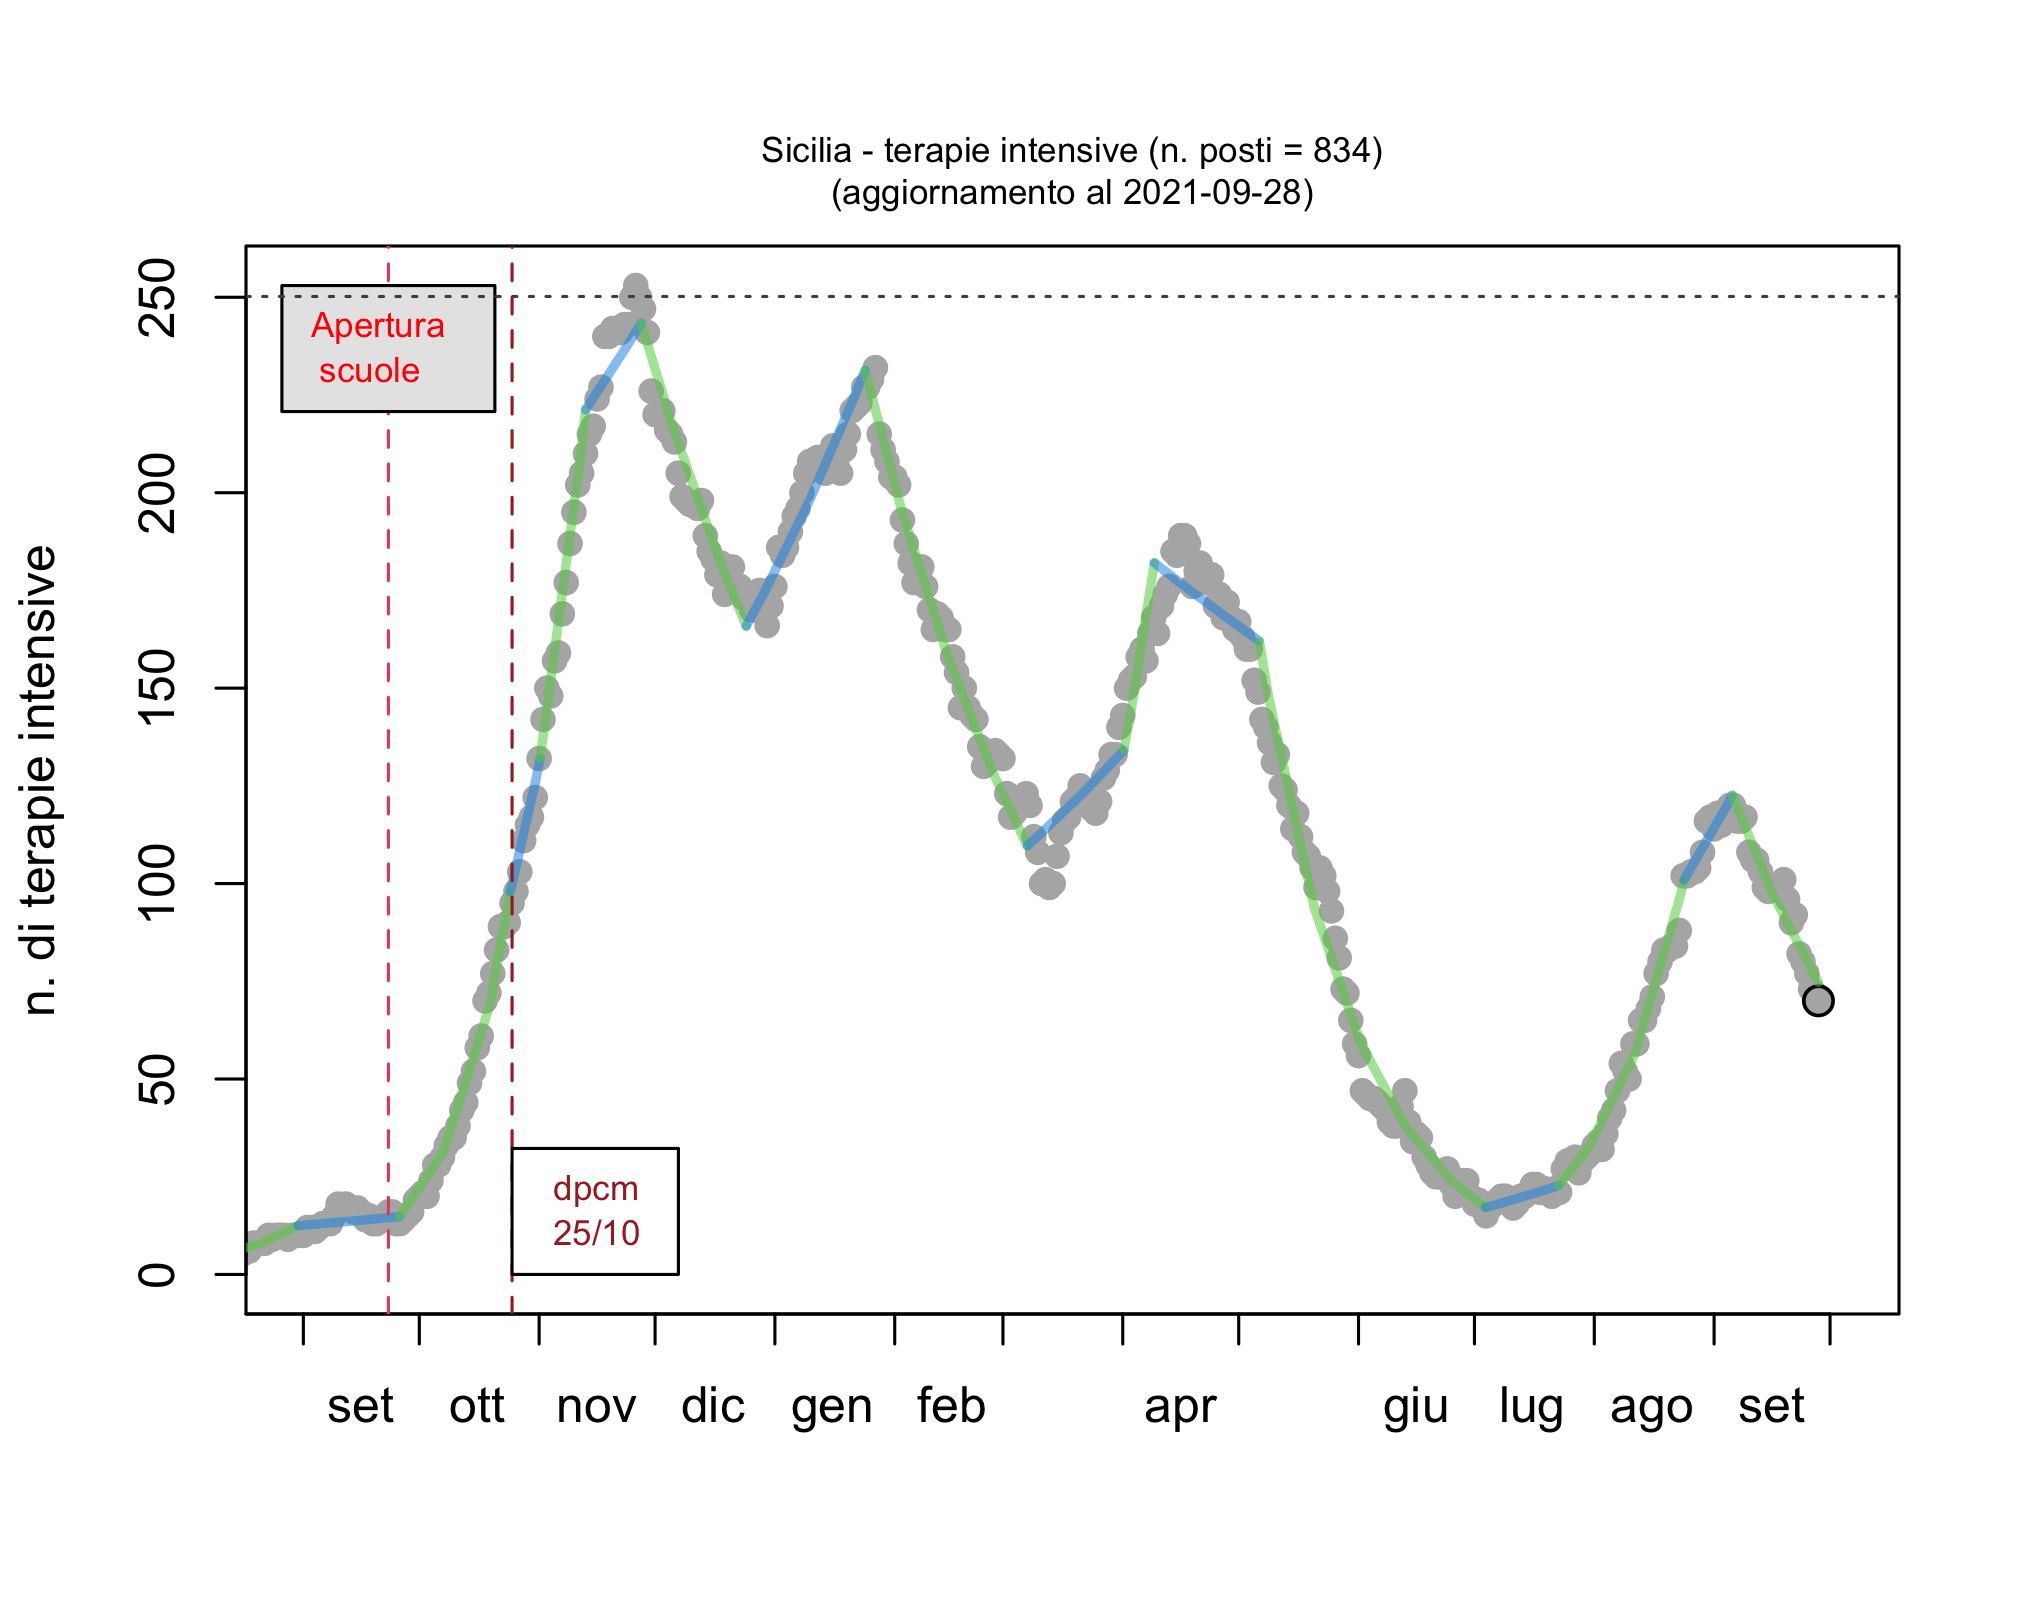 Sicilia - terapie intensive (n. posti = 834)
(aggiornamento al 2021-09-28)
n. di terapie intensive
250
200
150
100
50
0
Apertura
scuole
dpcm
25/10
set ott nov dic gen feb apr giu lug ago set